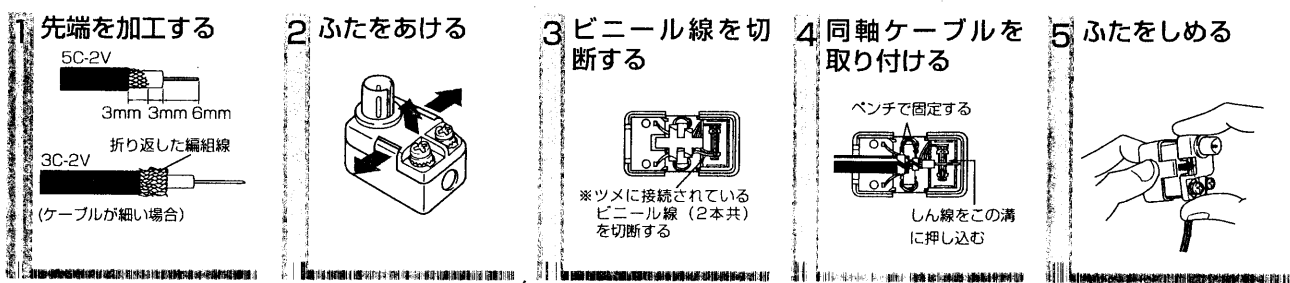 1 先端を加工する
5C-2V
3mm 3mm 6mm
折り返した編組線
3C-2V
(ケーブルが細い場合)
2 ふたをあける
3 ビニール線を切
断する
※ツメに接続されている
ビニール線(2本共)
を切断する
4 同軸ケーブルを
取り付ける
ペンチで固定する
しん線をこの溝
に押し込む
5 ふたをしめる